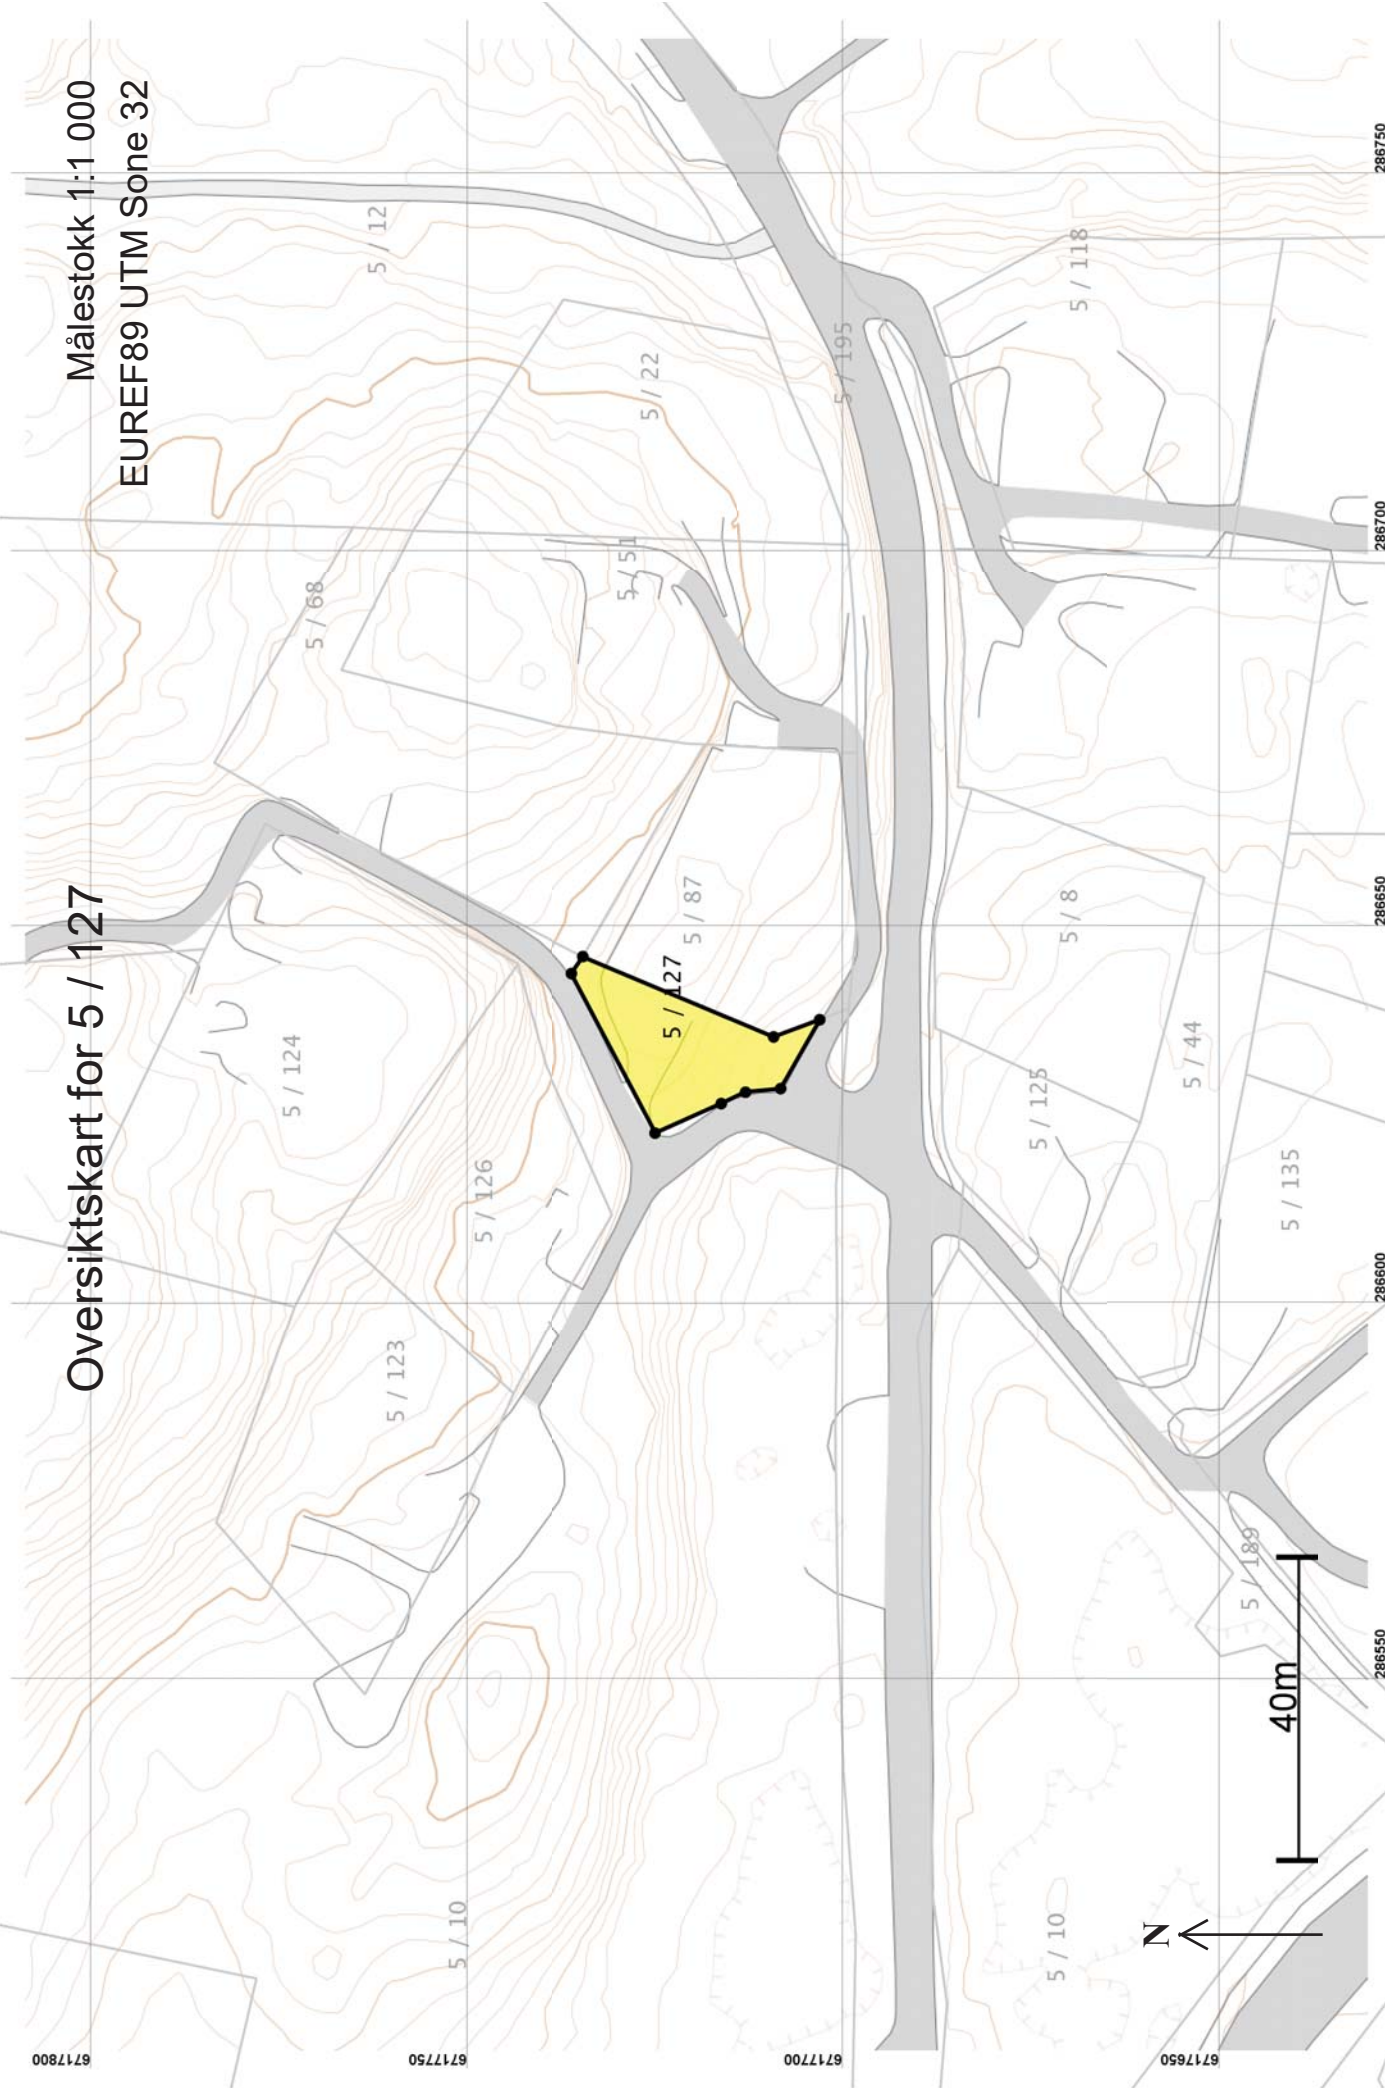 Oversiktskart for 5 / 127
Målestokk 1:1 000
EUREF89 UTM Sone 32
6717800
6717750
6717700
6717650
5 / 12
5 / 68
5 / 22
5 / 51
5 / 195
5 / 118
5 / 124
5 / 87
5 / 127
5 / 8
5 / 126
5 / 125
5 / 44
5 / 123
5 / 135
5 / 189
5 / 10
5 / 10
N
40m
286550
286600
286650
286700
286750